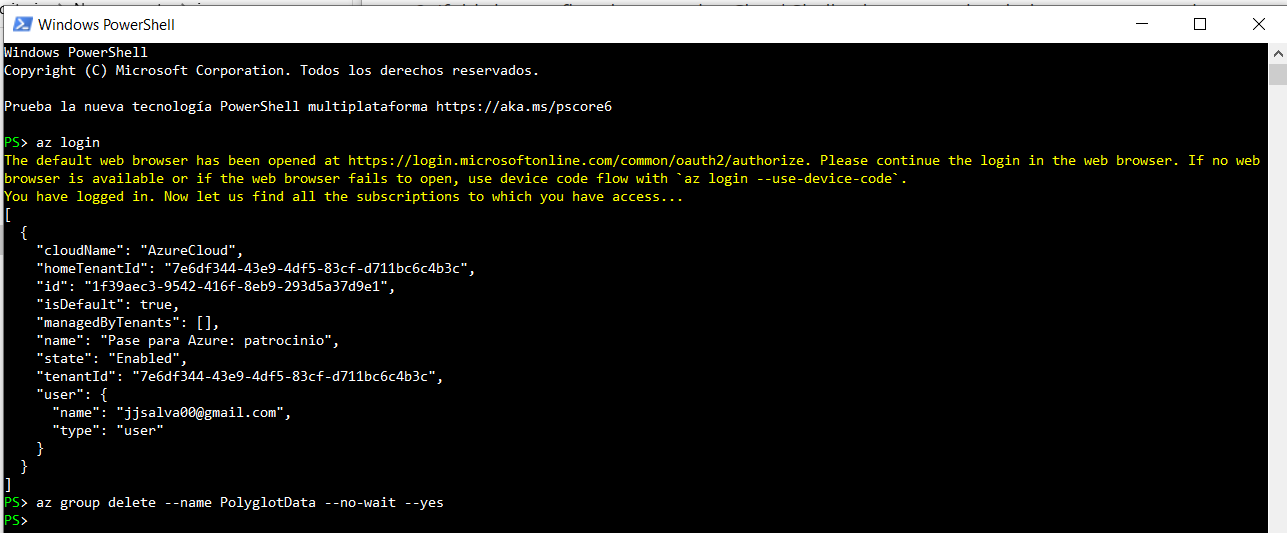 Windows PowerShell
Windows PowerShell
Copyright (C) Microsoft Corporation. Todos los derechos reservados.
Prueba la nueva tecnología PowerShell multiplataforma https://aka.ms/pscore6
PS> az login
The default web browser has been opened at https://login.microsoftonline.com/common/oauth2/authorize. Please continue the login in the web browser. If no web
browser is available or if the web browser fails to open, use device code flow with `az login --use-device-code`.
You have logged in. Now let us find all the subscriptions to which you have access...
[
  {
    "cloudName": "AzureCloud",
    "homeTenantId": "7e6df344-43e9-4df5-83cf-d711bc6c4b3c",
    "id": "1f39aec3-9542-416f-8eb9-293d5a37d9e1",
    "isDefault": true,
    "managedByTenants": [],
    "name": "Pase para Azure: patrocinio",
    "state": "Enabled",
    "tenantId": "7e6df344-43e9-4df5-83cf-d711bc6c4b3c",
    "user": {
      "name": "jjsalva00@gmail.com",
      "type": "user"
    }
  }
]
PS> az group delete --name PolyglotData --no-wait --yes
PS>